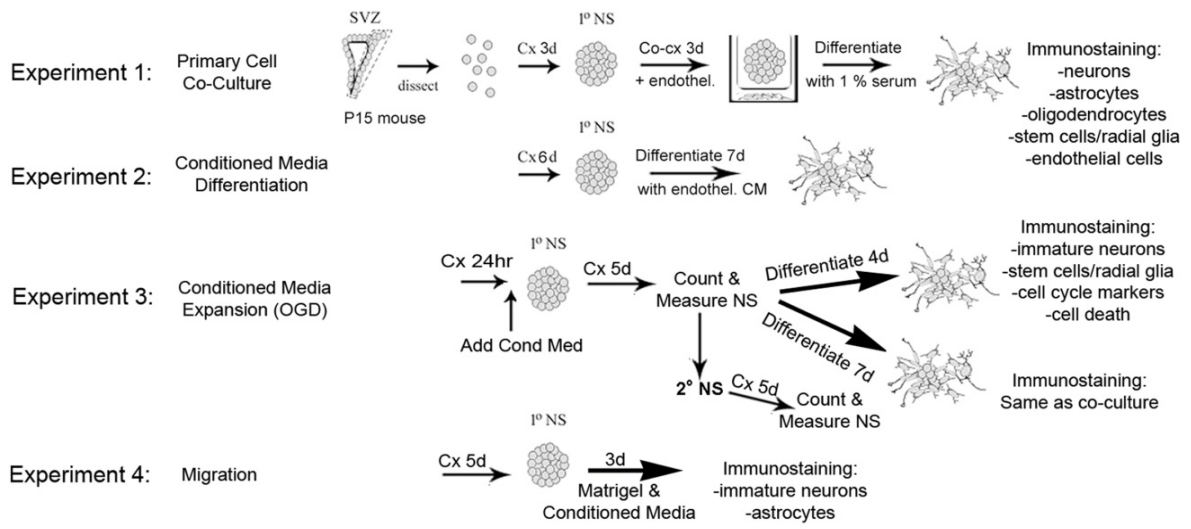 Experiment 1:
Primary Cell
Co-Culture
SVZ
P15 mouse
dissect
Cx 3d
1º NS
Co-cx 3d
+ endothel.
Differentiate
with 1 % serum
Immunostaining:
-neurons
-astrocytes
-oligodendrocytes
-stem cells/radial glia
-endothelial cells
Experiment 2:
Conditioned Media
Differentiation
Cx 6d
1º NS
Differentiate 7d
with endothel. CM
Experiment 3:
Conditioned Media
Expansion (OGD)
Cx 24hr
Add Cond Med
1º NS
Cx 5d
Count &
Measure NS
Differentiate 4d
Immunostaining:
-immature neurons
-stem cells/radial glia
-cell cycle markers
-cell death
Differentiate 7d
Immunostaining:
Same as co-culture
2° NS
Cx 5d
Count &
Measure NS
Experiment 4:
Migration
Cx 5d
1º NS
3d
Matrigel &
Conditioned Media
Immunostaining:
-immature neurons
-astrocytes